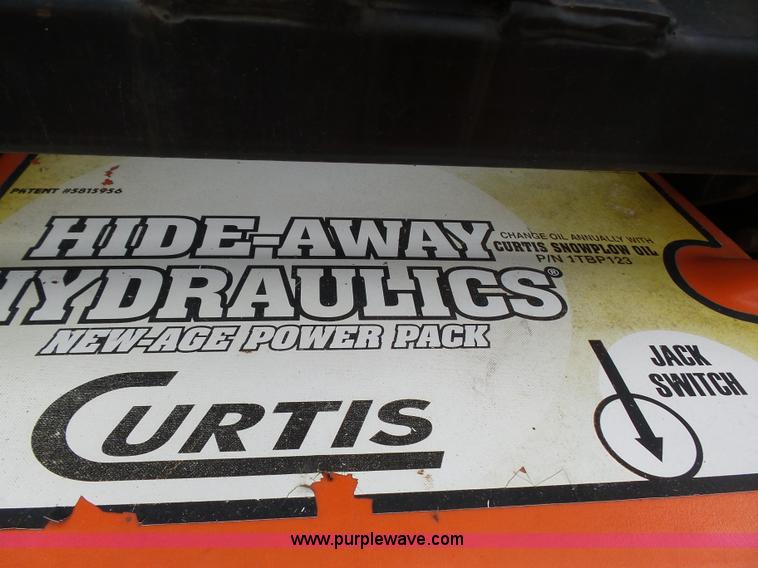 PATENT #5815956
HIDE-AWAY
HYDRAULICS®
NEW-AGE POWER PACK
CHANGE OIL ANNUALLY WITH
CURTIS SNOWPLOW OIL
P/N 1TBP123
JACK
SWITCH
CURTIS
www.purplewave.com